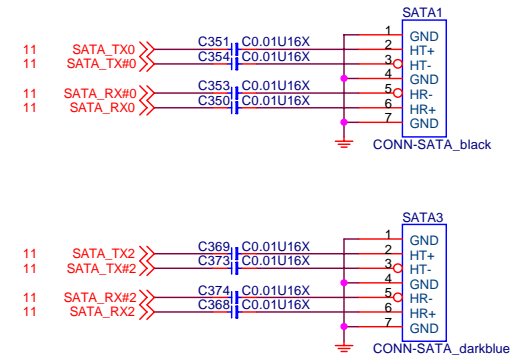 SATA1
1 GND
11 SATA_TX0 C351 C0.01U16X 2 HT+
11 SATA_TX#0 C354 C0.01U16X 3 HT-
4 GND
11 SATA_RX#0 C353 C0.01U16X 5 HR-
11 SATA_RX0 C350 C0.01U16X 6 HR+
7 GND
CONN-SATA_black
SATA3
1 GND
11 SATA_TX2 C369 C0.01U16X 2 HT+
11 SATA_TX#2 C373 C0.01U16X 3 HT-
4 GND
11 SATA_RX#2 C374 C0.01U16X 5 HR-
11 SATA_RX2 C368 C0.01U16X 6 HR+
7 GND
CONN-SATA_darkblue